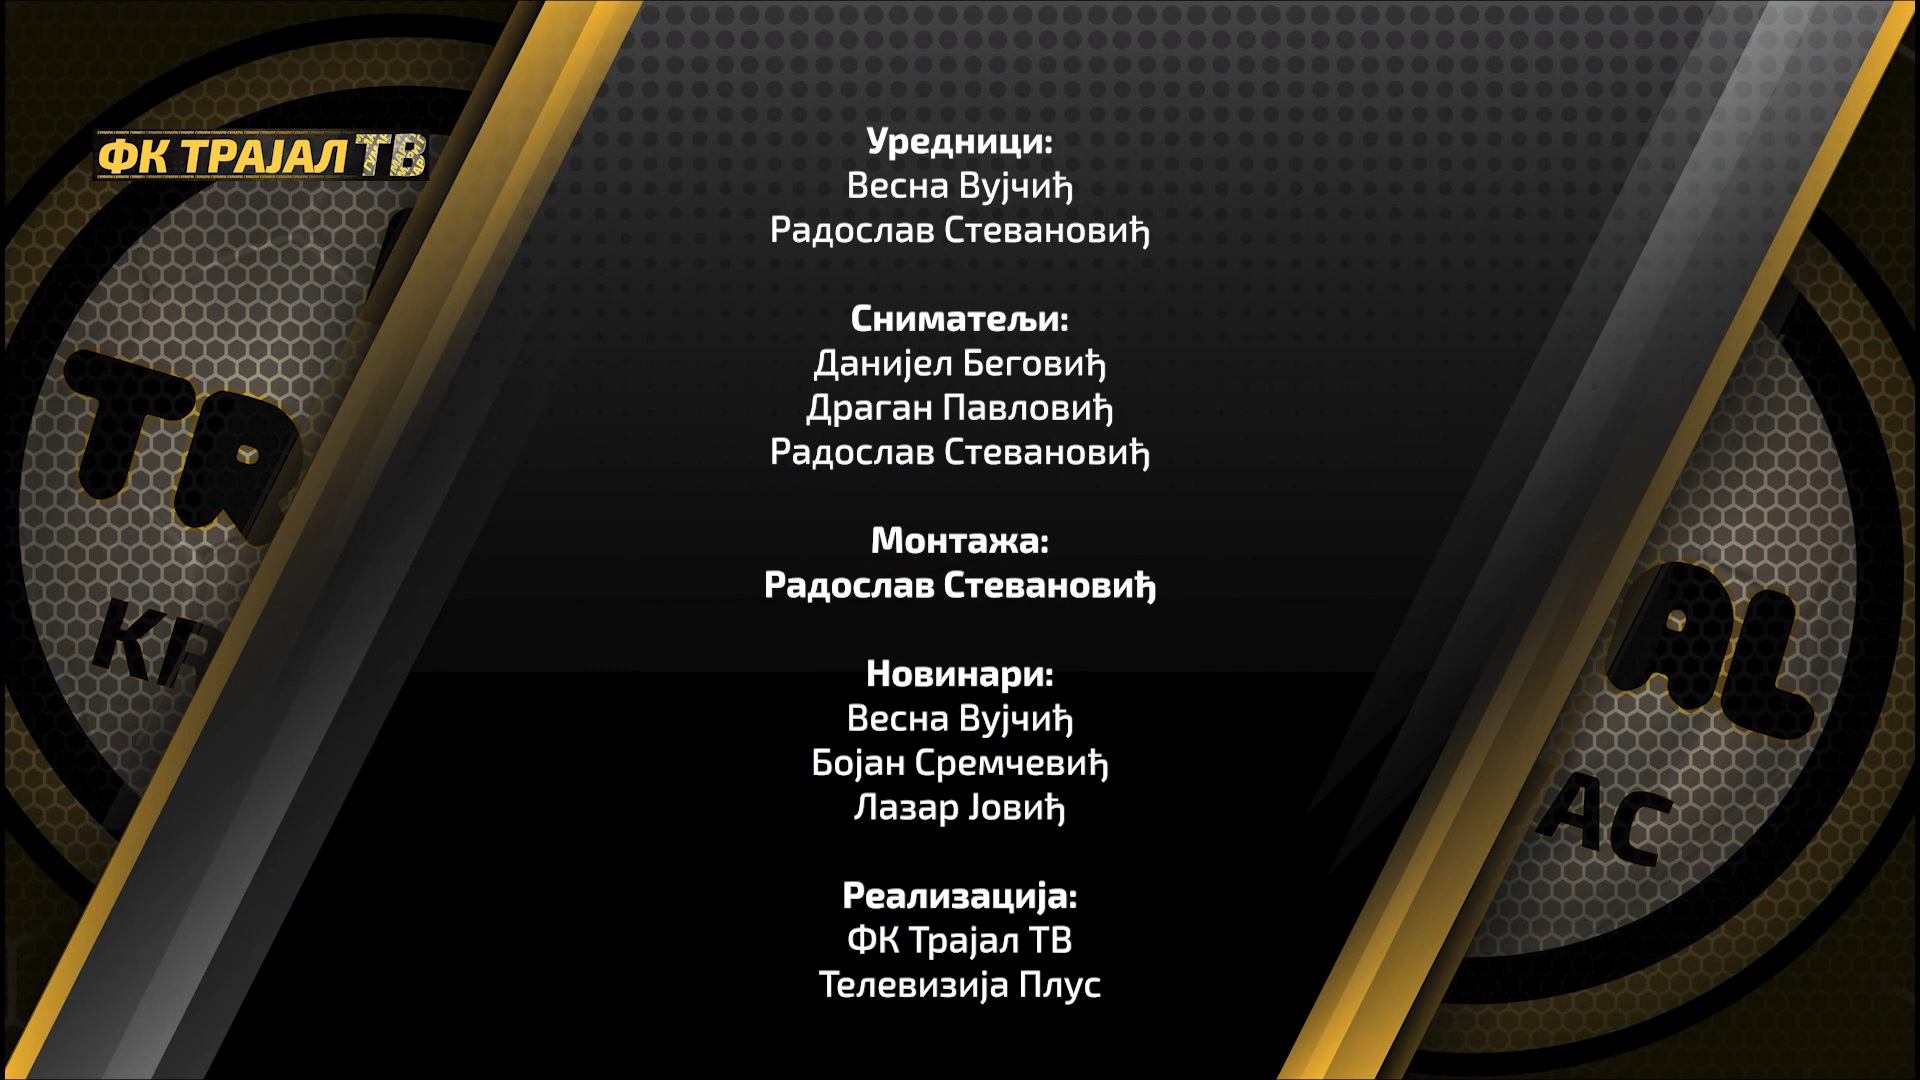 ФК ТРАЈАЛ ТВ
Уредници:
Весна Вујчић
Радослав Стевановић
Сниматељи:
Данијел Беговић
Драган Павловић
Радослав Стевановић
Монтажа:
Радослав Стевановић
Новинари:
Весна Вујчић
Бојан Сремчевић
Лазар Јовић
Реализација:
ФК Трајал ТВ
Телевизија Плус